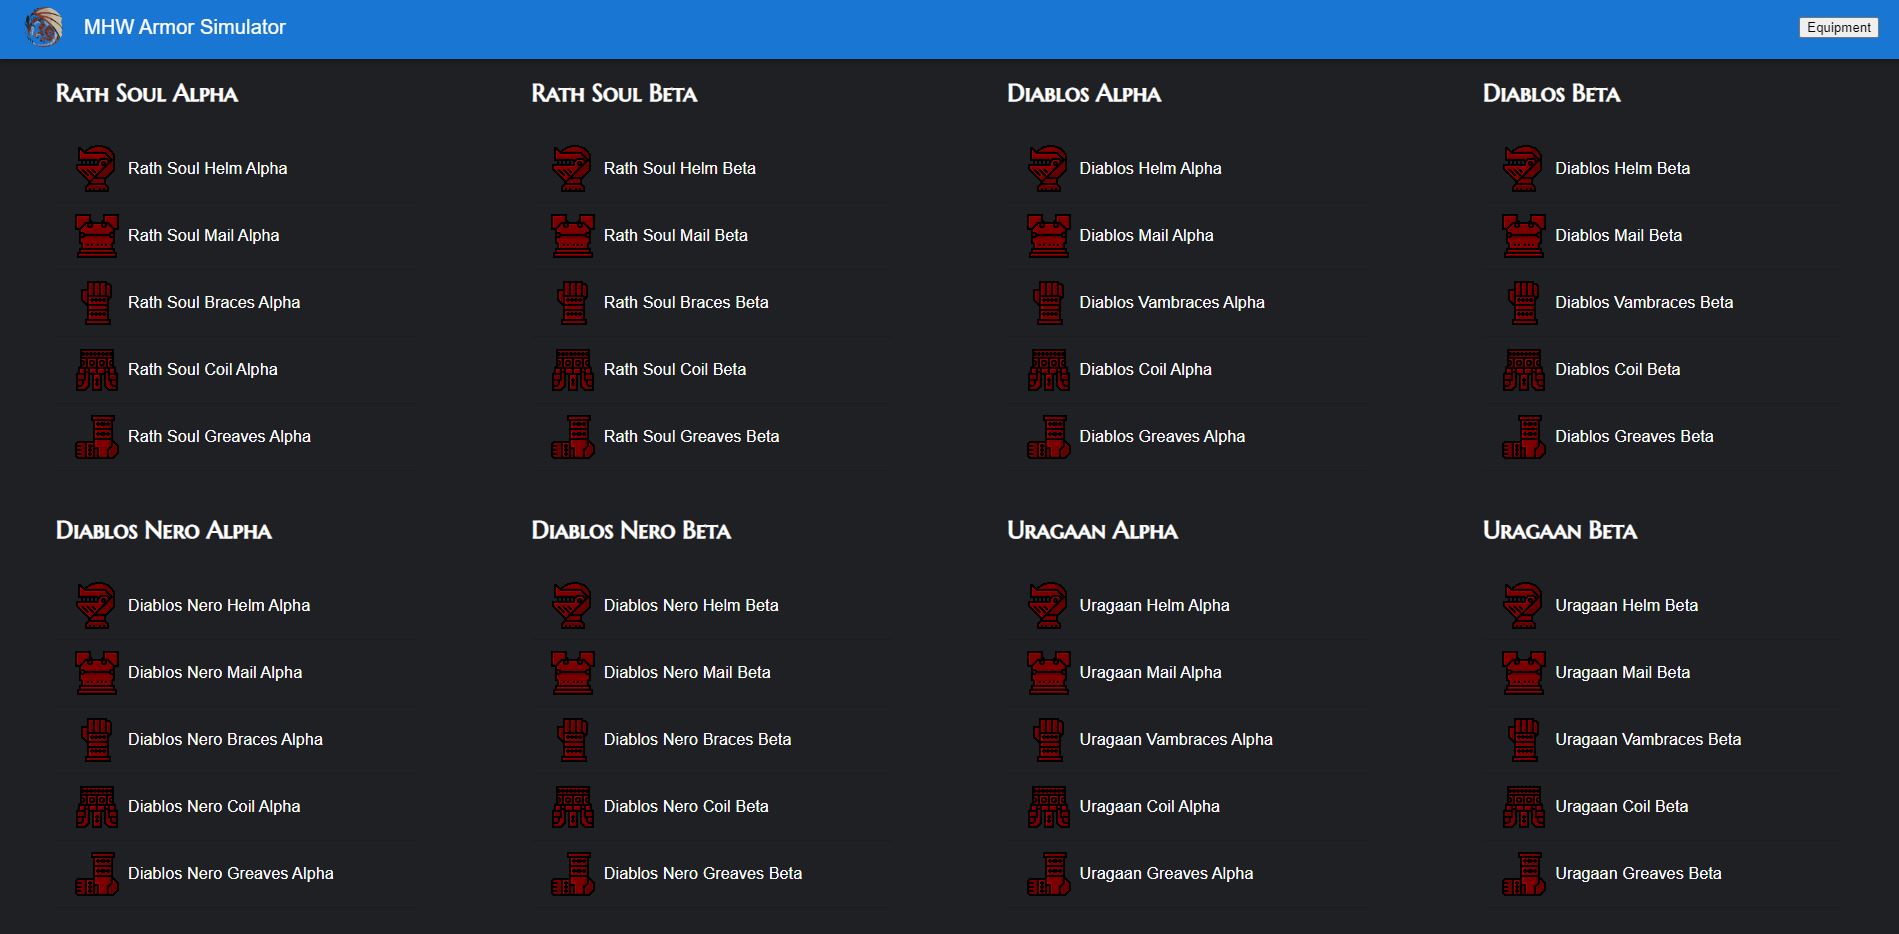 MHW Armor Simulator
Equipment
Rath Soul Alpha
Rath Soul Helm Alpha
Rath Soul Mail Alpha
Rath Soul Braces Alpha
Rath Soul Coil Alpha
Rath Soul Greaves Alpha
Rath Soul Beta
Rath Soul Helm Beta
Rath Soul Mail Beta
Rath Soul Braces Beta
Rath Soul Coil Beta
Rath Soul Greaves Beta
Diablos Alpha
Diablos Helm Alpha
Diablos Mail Alpha
Diablos Vambraces Alpha
Diablos Coil Alpha
Diablos Greaves Alpha
Diablos Beta
Diablos Helm Beta
Diablos Mail Beta
Diablos Vambraces Beta
Diablos Coil Beta
Diablos Greaves Beta
Diablos Nero Alpha
Diablos Nero Helm Alpha
Diablos Nero Mail Alpha
Diablos Nero Braces Alpha
Diablos Nero Coil Alpha
Diablos Nero Greaves Alpha
Diablos Nero Beta
Diablos Nero Helm Beta
Diablos Nero Mail Beta
Diablos Nero Braces Beta
Diablos Nero Coil Beta
Diablos Nero Greaves Beta
Uragaan Alpha
Uragaan Helm Alpha
Uragaan Mail Alpha
Uragaan Vambraces Alpha
Uragaan Coil Alpha
Uragaan Greaves Alpha
Uragaan Beta
Uragaan Helm Beta
Uragaan Mail Beta
Uragaan Vambraces Beta
Uragaan Coil Beta
Uragaan Greaves Beta